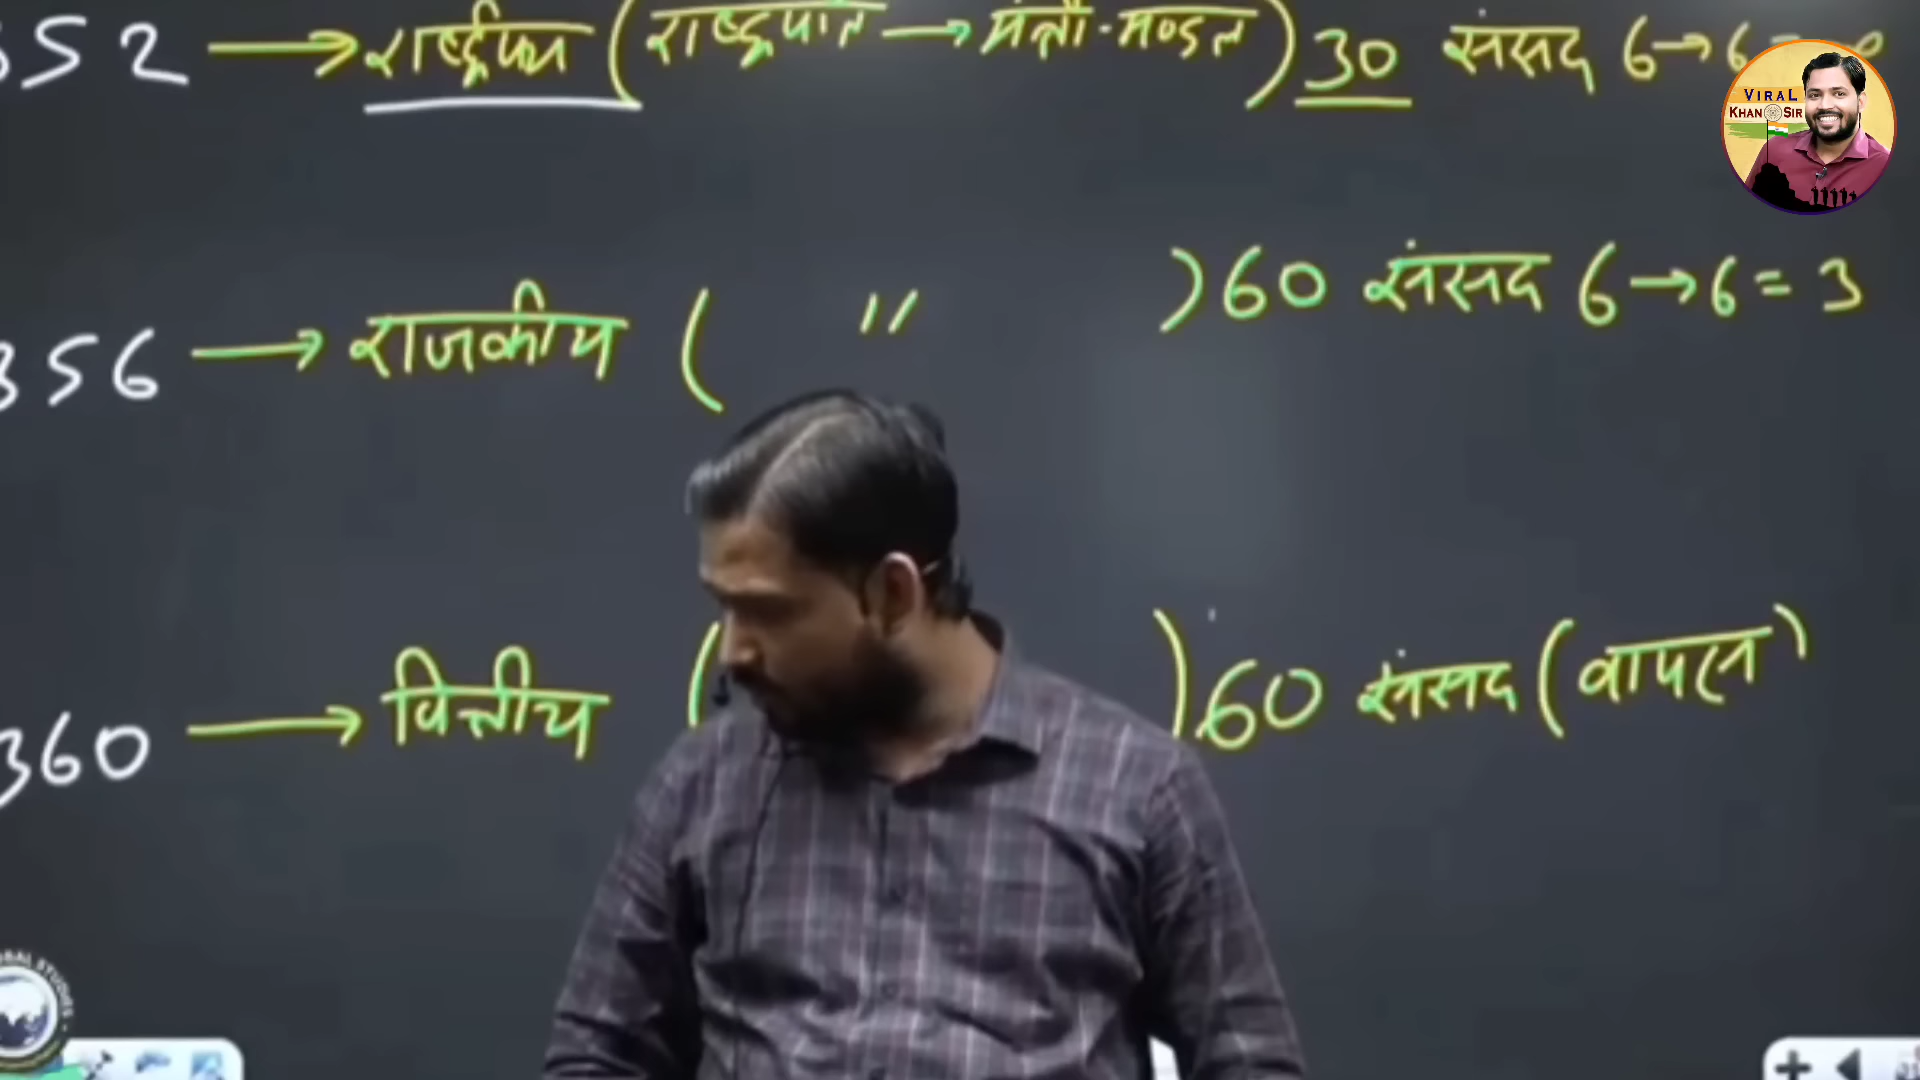 352 → राष्ट्रीय (राष्ट्रपति → मंत्री-मण्डल) 30 संसद 6→6=∞
VIRAL
KHAN SIR
356 → राजकीय ( " ) 60 संसद 6→6=3
360 → वित्तीय ( ) 60 संसद (वापस)